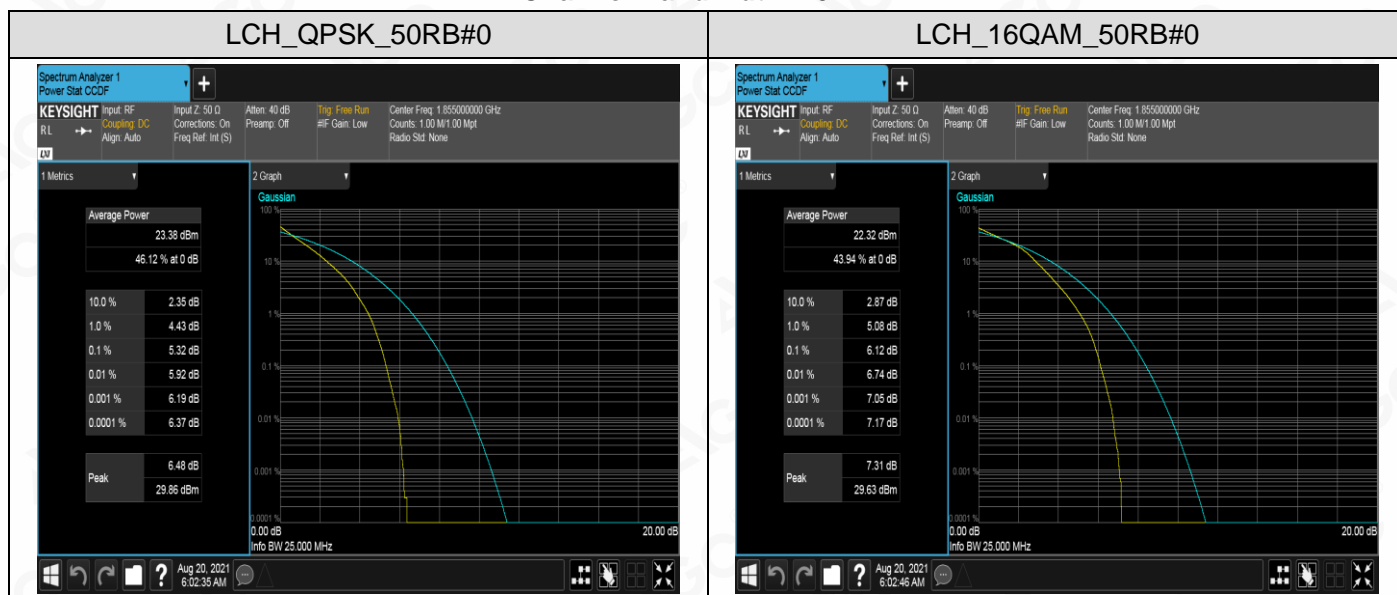 LCH_QPSK_50RB#0
Spectrum Analyzer 1
Power Stat CCDF
+
KEYSIGHT Input: RF Input Z: 50 Ω Atten: 40 dB Trig: Free Run Center Freq: 1.855000000 GHz
RL Coupling: DC Corrections: On Preamp: Off #IF Gain: Low Counts: 1.00 M/1.00 Mpt
Align: Auto Freq Ref: Int (S) Radio Std: None
LXI
1 Metrics 2 Graph
Average Power
23.38 dBm
46.12 % at 0 dB
10.0 % 2.35 dB
1.0 % 4.43 dB
0.1 % 5.32 dB
0.01 % 5.92 dB
0.001 % 6.19 dB
0.0001 % 6.37 dB
Peak 6.48 dB
29.86 dBm
Gaussian
100 %
10 %
1 %
0.1 %
0.01 %
0.001 %
0.0001 %
0.00 dB 20.00 dB
Info BW 25.000 MHz
? Aug 20, 2021
6:02:35 AM
LCH_16QAM_50RB#0
Spectrum Analyzer 1
Power Stat CCDF
+
KEYSIGHT Input: RF Input Z: 50 Ω Atten: 40 dB Trig: Free Run Center Freq: 1.855000000 GHz
RL Coupling: DC Corrections: On Preamp: Off #IF Gain: Low Counts: 1.00 M/1.00 Mpt
Align: Auto Freq Ref: Int (S) Radio Std: None
LXI
1 Metrics 2 Graph
Average Power
22.32 dBm
43.94 % at 0 dB
10.0 % 2.87 dB
1.0 % 5.08 dB
0.1 % 6.12 dB
0.01 % 6.74 dB
0.001 % 7.05 dB
0.0001 % 7.17 dB
Peak 7.31 dB
29.63 dBm
Gaussian
100 %
10 %
1 %
0.1 %
0.01 %
0.001 %
0.0001 %
0.00 dB 20.00 dB
Info BW 25.000 MHz
? Aug 20, 2021
6:02:46 AM